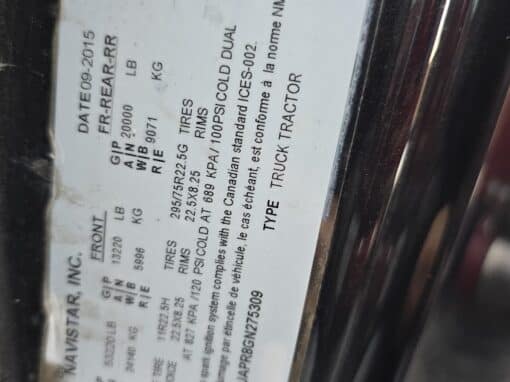 NAVISTAR, INC. DATE 09-2015
FRONT FR-REAR-RR
53220 LB G|P 13220 LB G|P 20000 LB
A|N A|N
24140 KG W|B 5996 KG W|B 9071 KG
R|E R|E
TIRE 11R22.5H TIRES 295/75R22.5G TIRES
22.5X8.25 RIMS 22.5X8.25 RIMS
AT 827 KPA /120 PSI COLD AT 689 KPA/ 100PSI COLD DUAL
spark ignition system complies with the Canadian standard ICES-002.
par étincelle de véhicule, le cas échéant, est conforme à la norme NM
APR8GN275309 TYPE TRUCK TRACTOR